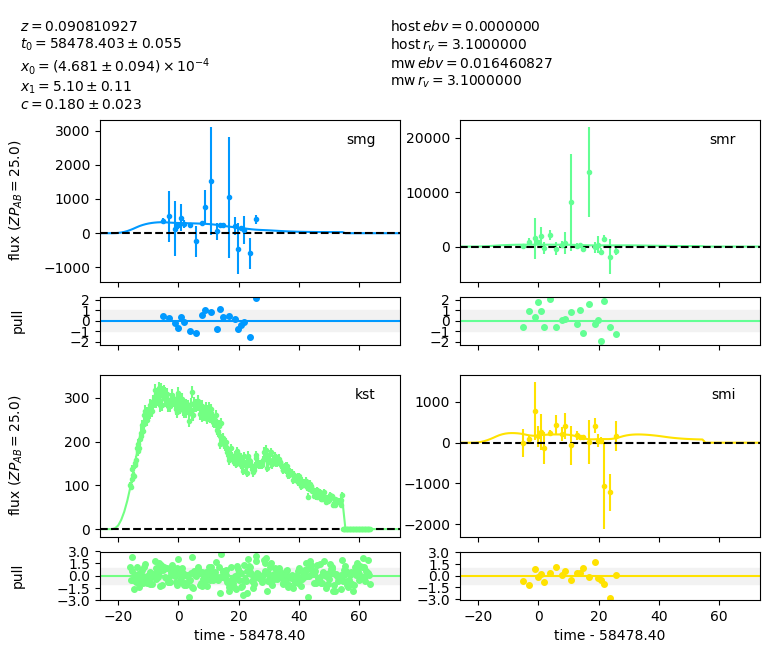 z = 0.090810927
t₀ = 58478.403 ± 0.055
x₀ = (4.681 ± 0.094) × 10⁻⁴
x₁ = 5.10 ± 0.11
c = 0.180 ± 0.023
host ebv = 0.0000000
host r_v = 3.1000000
mw ebv = 0.016460827
mw r_v = 3.1000000
flux (ZP_AB = 25.0)
3000
2000
1000
0
−1000
smg
20000
10000
0
smr
pull
2
1
0
−1
−2
2
1
0
−1
−2
flux (ZP_AB = 25.0)
300
200
100
0
kst
1000
0
−1000
−2000
smi
pull
3.0
1.5
0.0
−1.5
−3.0
3.0
1.5
0.0
−1.5
−3.0
−20 0 20 40 60
−20 0 20 40 60
time - 58478.40
time - 58478.40